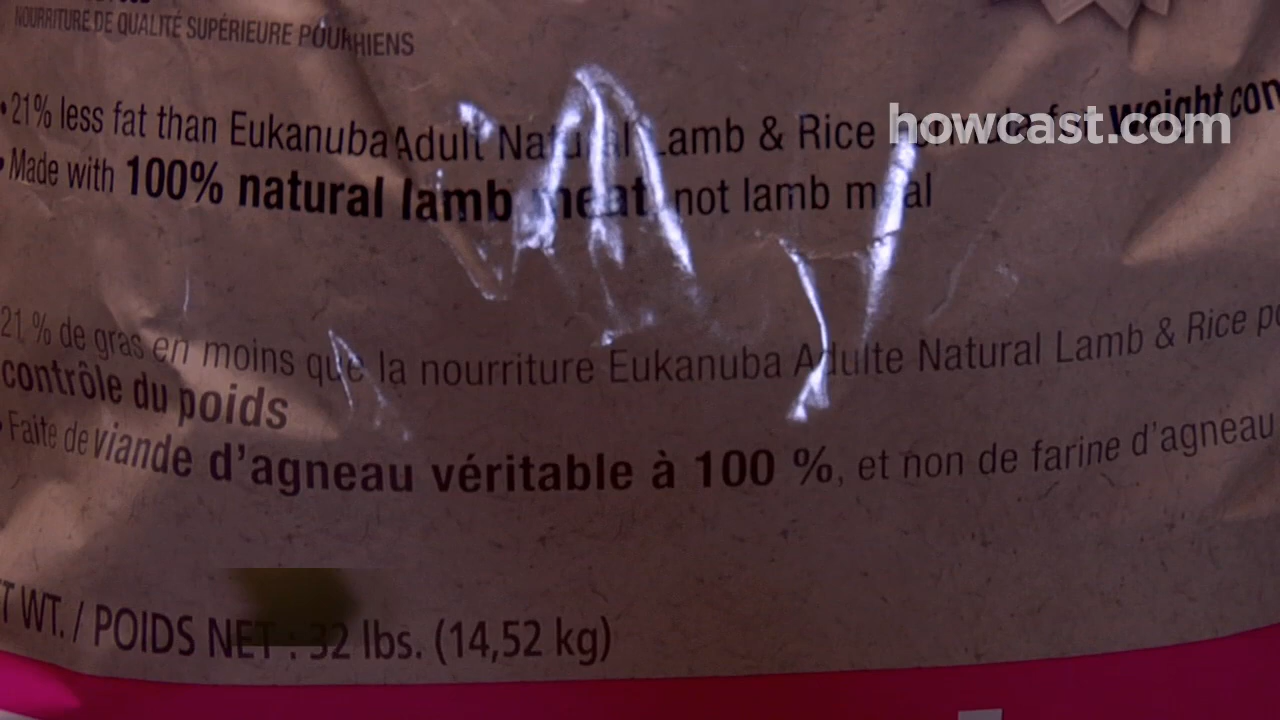 NOURRITURE DE QUALITÉ SUPÉRIEURE POUR HIENS
• 21% less fat than Eukanuba Adult Natural Lamb & Rice for weight con
howcast.com
• Made with 100% natural lamb meat, not lamb meal
21 % de gras en moins que la nourriture Eukanuba Adulte Natural Lamb & Rice po
contrôle du poids
• Faite de viande d'agneau véritable à 100 %, et non de farine d'agneau
T WT. / POIDS NET : 32 lbs. (14,52 kg)